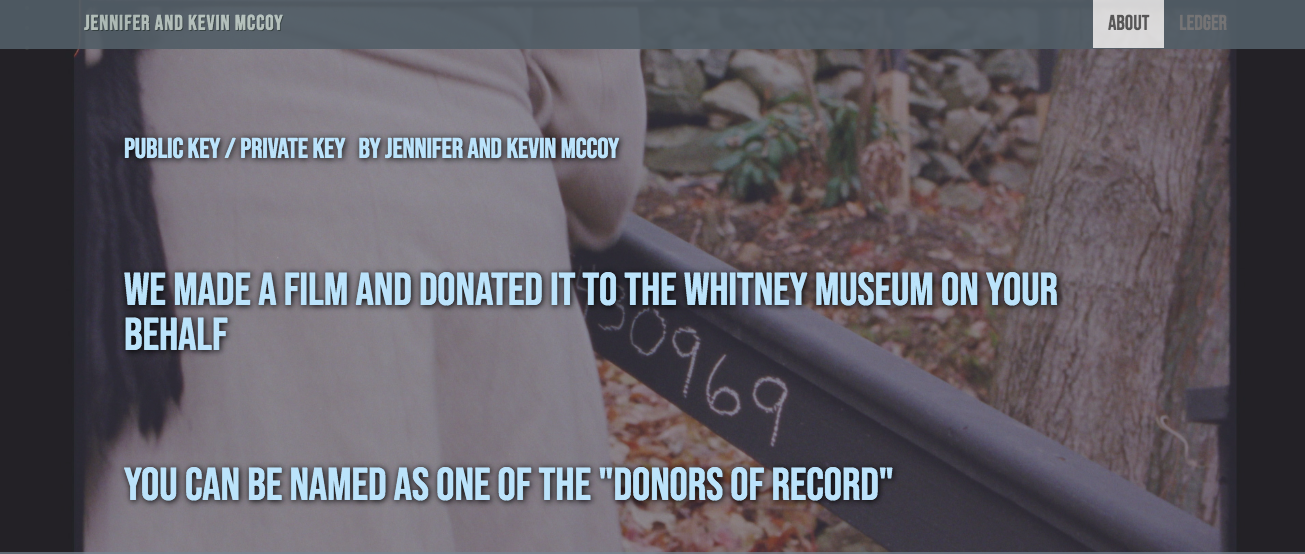 JENNIFER AND KEVIN MCCOY
ABOUT
LEDGER
PUBLIC KEY / PRIVATE KEY BY JENNIFER AND KEVIN MCCOY
WE MADE A FILM AND DONATED IT TO THE WHITNEY MUSEUM ON YOUR
BEHALF
30969
YOU CAN BE NAMED AS ONE OF THE "DONORS OF RECORD"